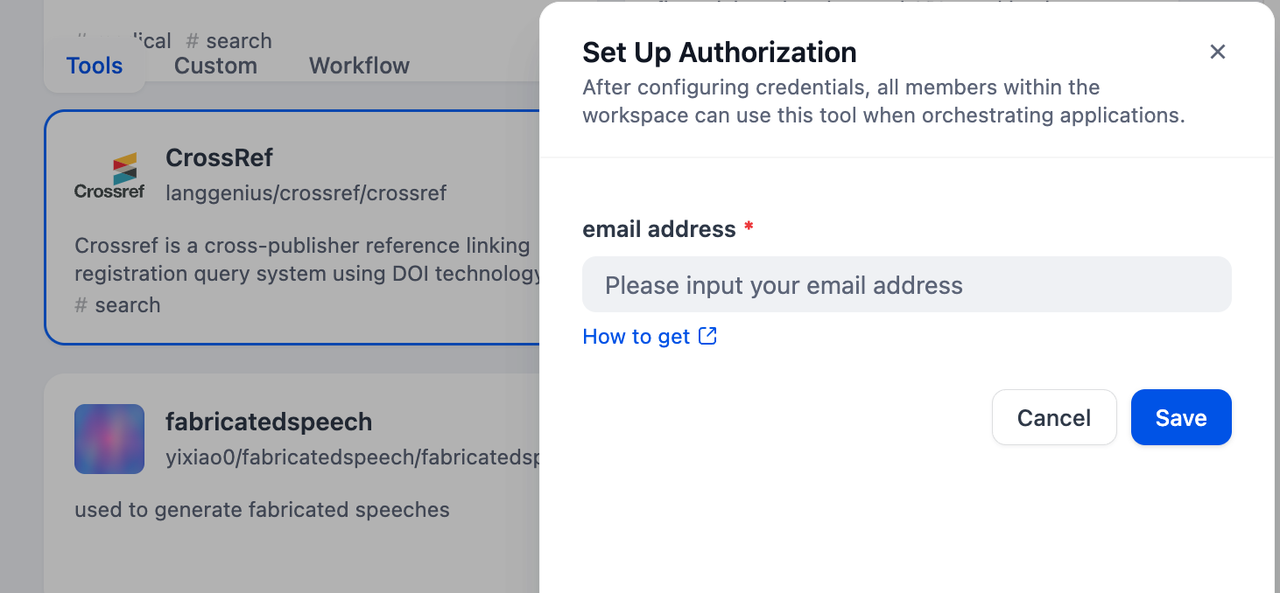 # search
Tools
Custom
Workflow
Crossref
CrossRef
langgenius/crossref/crossref
Crossref is a cross-publisher reference linking
registration query system using DOI technology
# search
fabricatedspeech
yixiao0/fabricatedspeech/fabricatedsp
used to generate fabricated speeches
Set Up Authorization
After configuring credentials, all members within the
workspace can use this tool when orchestrating applications.
email address *
Please input your email address
How to get
Cancel
Save